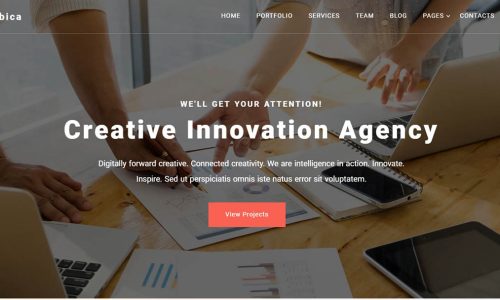 bica
HOME PORTFOLIO SERVICES TEAM BLOG PAGES CONTACTS
WE'LL GET YOUR ATTENTION!
Creative Innovation Agency
Digitally forward creative. Connected creativity. We are intelligence in action. Innovate.
Inspire. Sed ut perspiciatis omnis iste natus error sit voluptatem.
View Projects